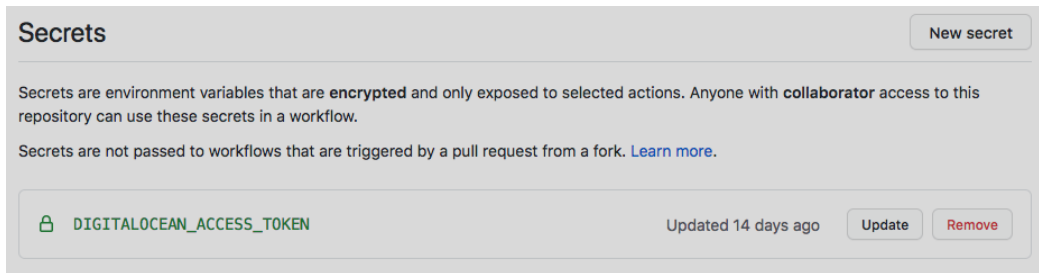 Secrets
New secret
Secrets are environment variables that are encrypted and only exposed to selected actions. Anyone with collaborator access to this
repository can use these secrets in a workflow.
Secrets are not passed to workflows that are triggered by a pull request from a fork. Learn more.
DIGITALOCEAN_ACCESS_TOKEN
Updated 14 days ago
Update
Remove